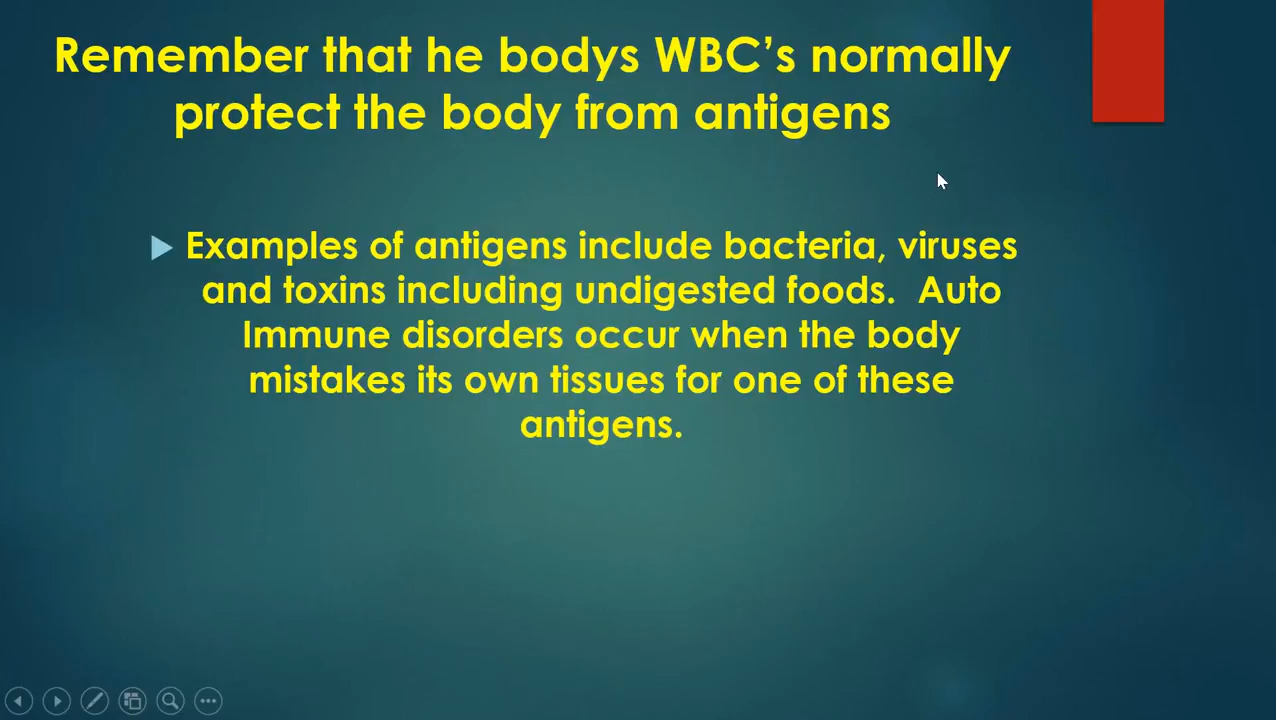 Remember that he bodys WBC’s normally
protect the body from antigens
Examples of antigens include bacteria, viruses
and toxins including undigested foods.  Auto
Immune disorders occur when the body
mistakes its own tissues for one of these
antigens.